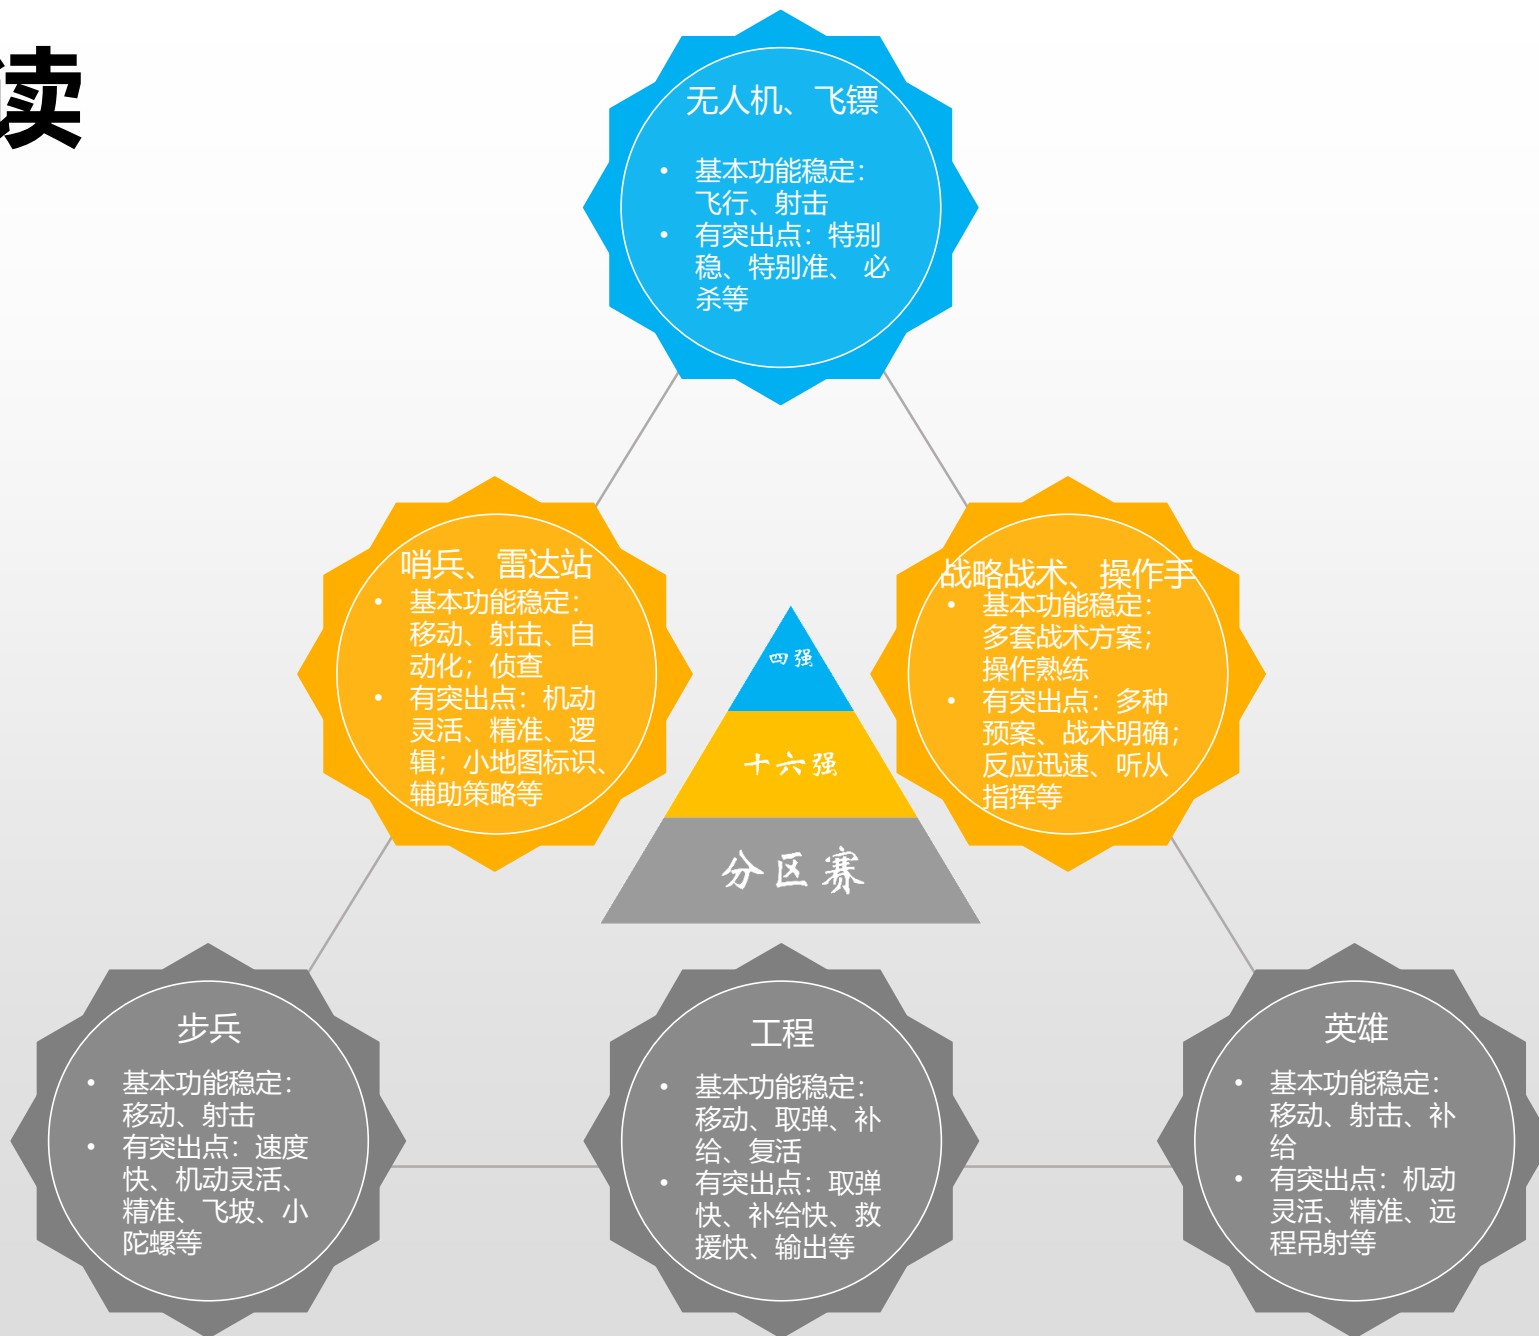 读
无人机、飞镖
• 基本功能稳定：
飞行、射击
• 有突出点：特别
稳、特别准、 必
杀等
哨兵、雷达站
• 基本功能稳定：
移动、射击、自
动化；侦查
• 有突出点：机动
灵活、精准、逻
辑；小地图标识、
辅助策略等
战略战术、操作手
• 基本功能稳定：
多套战术方案；
操作熟练
• 有突出点：多种
预案、战术明确；
反应迅速、听从
指挥等
四强
十六强
分区赛
步兵
• 基本功能稳定：
移动、射击
• 有突出点：速度
快、机动灵活、
精准、飞坡、小
陀螺等
工程
• 基本功能稳定：
移动、取弹、补
给、复活
• 有突出点：取弹
快、补给快、救
援快、输出等
英雄
• 基本功能稳定：
移动、射击、补
给
• 有突出点：机动
灵活、精准、远
程吊射等